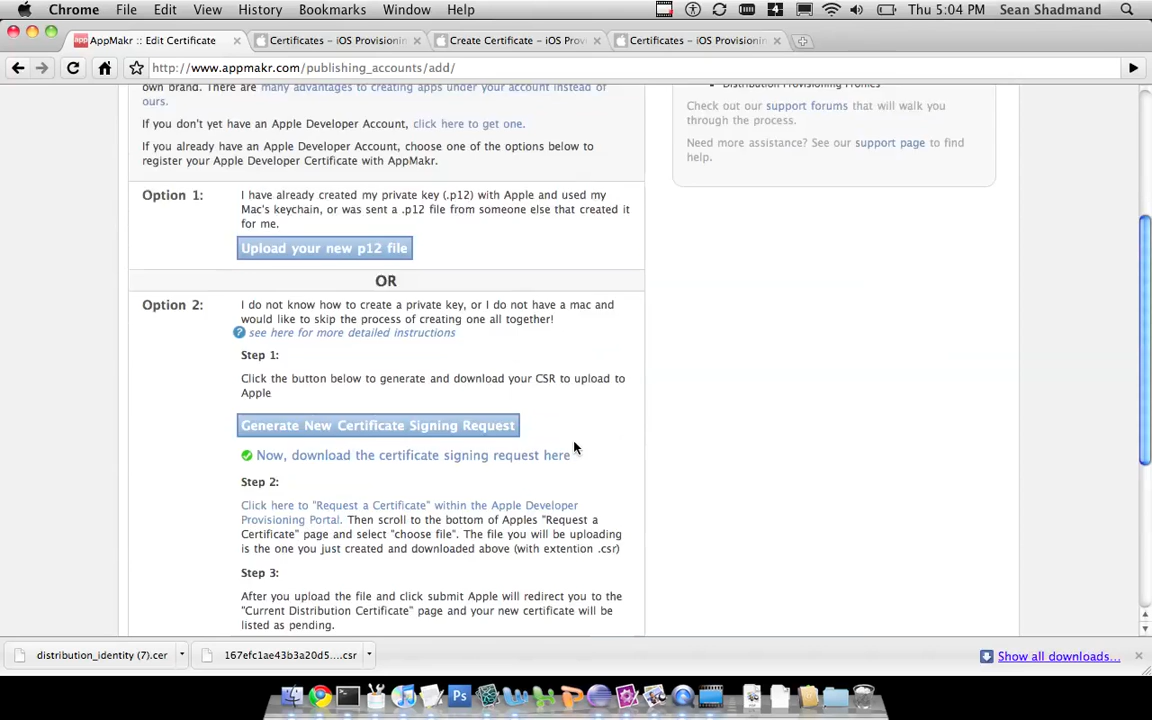 Chrome File Edit View History Bookmarks Window Help Thu 5:04 PM Sean Shadmand
AppMakr :: Edit Certificate Certificates – iOS Provisionin Create Certificate – iOS Prov Certificates – iOS Provisionin
http://www.appmakr.com/publishing_accounts/add/
own brand. There are many advantages to creating apps under your account instead of
ours.
If you don't yet have an Apple Developer Account, click here to get one.
If you already have an Apple Developer Account, choose one of the options below to
register your Apple Developer Certificate with AppMakr.
Option 1:
I have already created my private key (.p12) with Apple and used my
Mac's keychain, or was sent a .p12 file from someone else that created it
for me.
Upload your new p12 file
OR
Option 2:
I do not know how to create a private key, or I do not have a mac and
would like to skip the process of creating one all together!
? see here for more detailed instructions
Step 1:
Click the button below to generate and download your CSR to upload to
Apple
Generate New Certificate Signing Request
Now, download the certificate signing request here
Step 2:
Click here to "Request a Certificate" within the Apple Developer
Provisioning Portal. Then scroll to the bottom of Apples "Request a
Certificate" page and select "choose file". The file you will be uploading
is the one you just created and downloaded above (with extention .csr)
Step 3:
After you upload the file and click submit Apple will redirect you to the
"Current Distribution Certificate" page and your new certificate will be
listed as pending.
Distribution Provisioning Profiles
Check out our support forums that will walk you
through the process.
Need more assistance? See our support page to find
help.
distribution_identity (7).cer 167efc1ae43b3a20d5....csr Show all downloads...
Ps